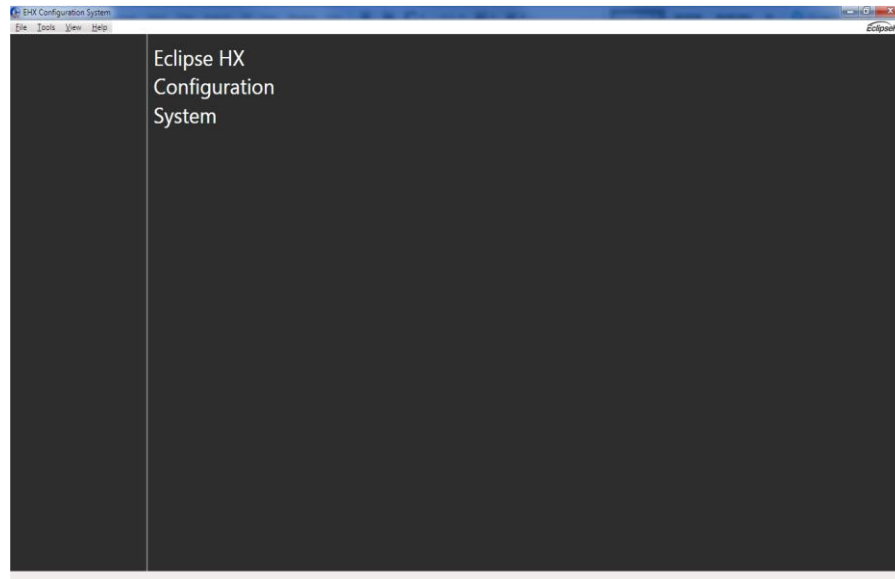 EHX Configuration System
File Tools View Help
Eclipse
Eclipse HX
Configuration
System